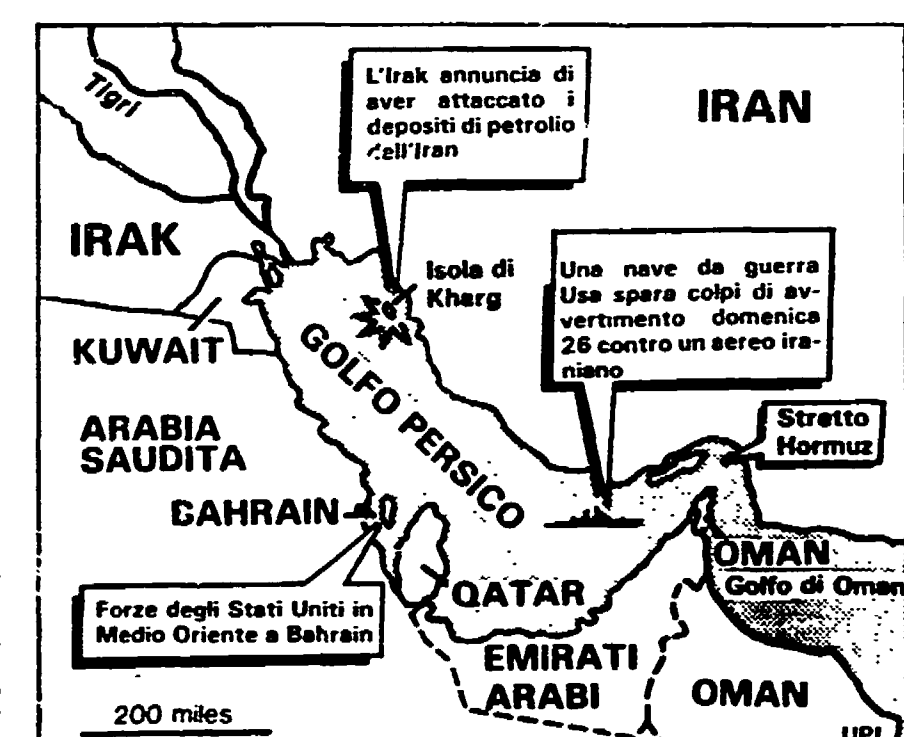 Tigri
L'Irak annuncia di
aver attaccato i
depositi di petrolio
dell'Iran
IRAN
IRAK
Isola di
Kharg
Una nave da guerra
Usa spara colpi di av-
vertimento domenica
26 contro un aereo ira-
niano
KUWAIT
GOLFO PERSICO
ARABIA
SAUDITA
Stretto
Hormuz
BAHRAIN
OMAN
Golfo di Oman
QATAR
Forze degli Stati Uniti in
Medio Oriente a Bahrain
EMIRATI
ARABI
OMAN
200 miles
UPI